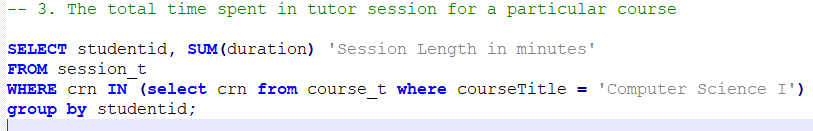 -- 3. The total time spent in tutor session for a particular course
SELECT studentid, SUM(duration) 'Session Length in minutes'
FROM session_t
WHERE crn IN (select crn from course_t where courseTitle = 'Computer Science I')
group by studentid;